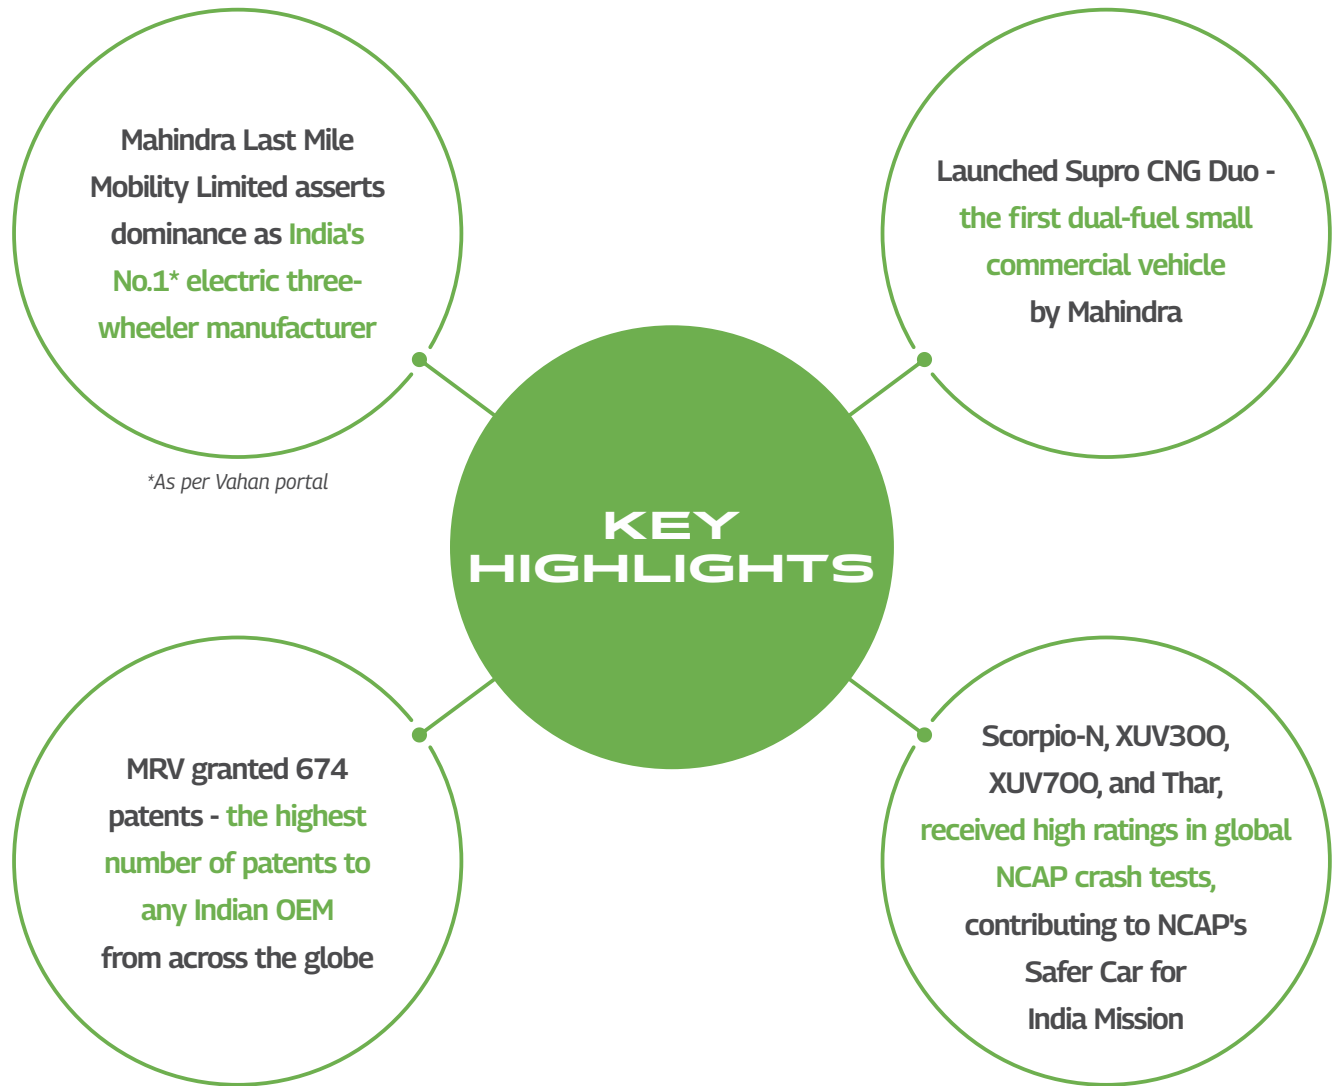 Mahindra Last Mile
Mobility Limited asserts
dominance as India's
No.1* electric three-
wheeler manufacturer
*As per Vahan portal
Launched Supro CNG Duo -
the first dual-fuel small
commercial vehicle
by Mahindra
KEY
HIGHLIGHTS
MRV granted 674
patents - the highest
number of patents to
any Indian OEM
from across the globe
Scorpio-N, XUV300,
XUV700, and Thar,
received high ratings in global
NCAP crash tests,
contributing to NCAP's
Safer Car for
India Mission